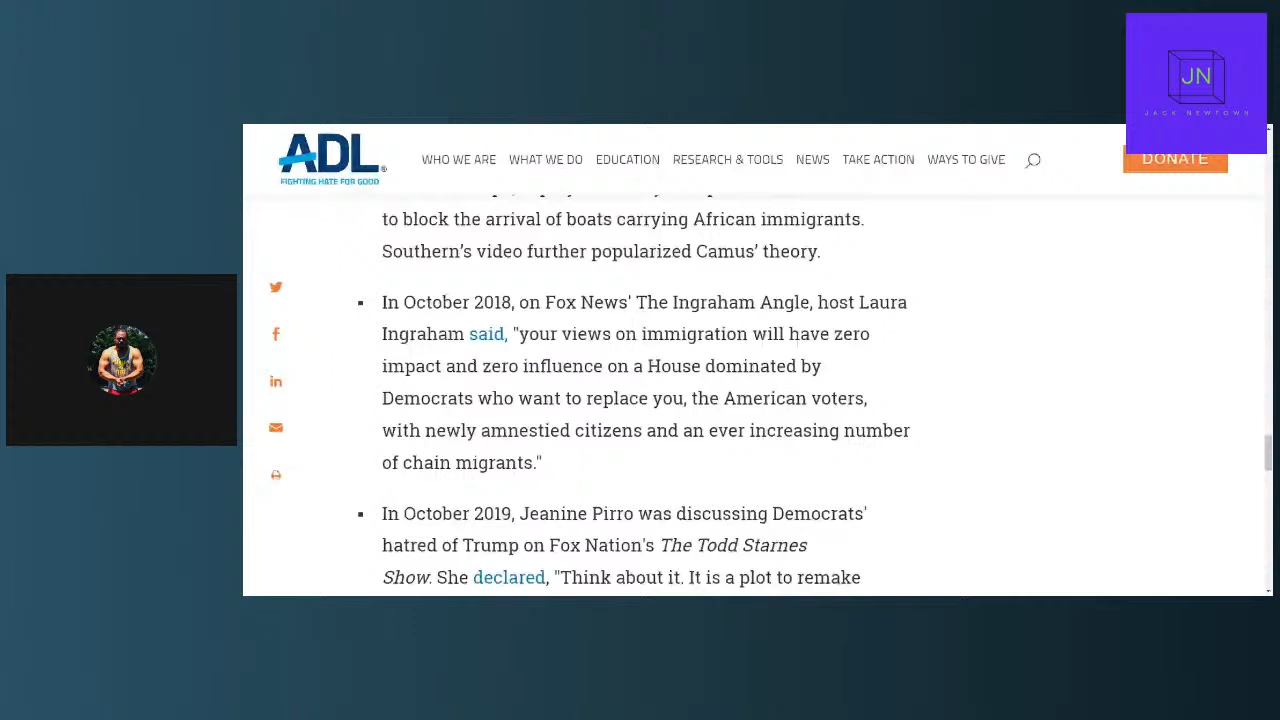 JN
JACK NEWTOWN
ADL
FIGHTING HATE FOR GOOD
WHO WE ARE WHAT WE DO EDUCATION RESEARCH & TOOLS NEWS TAKE ACTION WAYS TO GIVE
DONATE
to block the arrival of boats carrying African immigrants.
Southern’s video further popularized Camus’ theory.
▪ In October 2018, on Fox News' The Ingraham Angle, host Laura
Ingraham said, "your views on immigration will have zero
impact and zero influence on a House dominated by
Democrats who want to replace you, the American voters,
with newly amnestied citizens and an ever increasing number
of chain migrants."
▪ In October 2019, Jeanine Pirro was discussing Democrats'
hatred of Trump on Fox Nation's The Todd Starnes
Show. She declared, "Think about it. It is a plot to remake